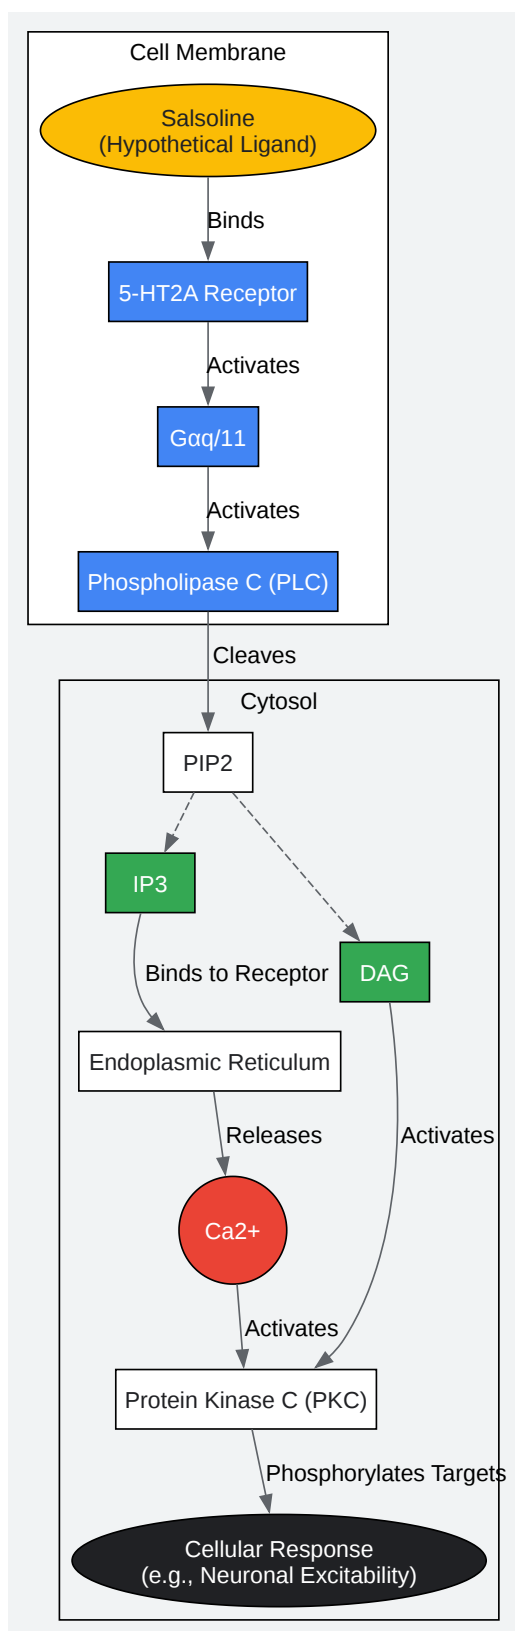 Cell Membrane
Salsoline
(Hypothetical Ligand)
Binds
5-HT2A Receptor
Activates
Gαq/11
Activates
Phospholipase C (PLC)
Cleaves
Cytosol
PIP2
IP3
DAG
Binds to Receptor
Endoplasmic Reticulum
Releases
Activates
Ca2+
Activates
Protein Kinase C (PKC)
Phosphorylates Targets
Cellular Response
(e.g., Neuronal Excitability)